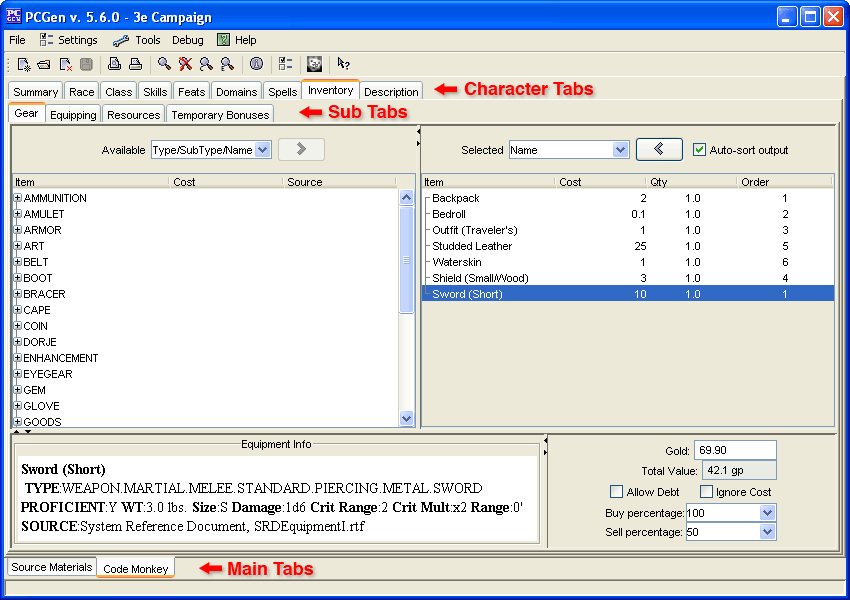 PCGen v. 5.6.0 - 3e Campaign
File Settings Tools Debug Help
Summary Race Class Skills Feats Domains Spells Inventory Description Character Tabs
Gear Equipping Resources Temporary Bonuses Sub Tabs
Available Type/SubType/Name
Selected Name Auto-sort output
Item Cost Source
AMMUNITION
AMULET
ARMOR
ART
BELT
BOOT
BRACER
CAPE
COIN
DORJE
ENHANCEMENT
EYEGEAR
GEM
GLOVE
GOODS
Item Cost Qty Order
Backpack 2 1.0 1
Bedroll 0.1 1.0 2
Outfit (Traveler's) 1 1.0 3
Studded Leather 25 1.0 5
Waterskin 1 1.0 6
Shield (Small/Wood) 3 1.0 4
Sword (Short) 10 1.0 1
Equipment Info
Sword (Short)
TYPE:WEAPON.MARTIAL.MELEE.STANDARD.PIERCING.METAL.SWORD
PROFICIENT:Y WT:3.0 lbs. Size:S Damage:1d6 Crit Range:2 Crit Mult:x2 Range:0'
SOURCE:System Reference Document, SRDEquipmentI.rtf
Gold: 69.90
Total Value: 42.1 gp
Allow Debt Ignore Cost
Buy percentage: 100
Sell percentage: 50
Source Materials Code Monkey Main Tabs